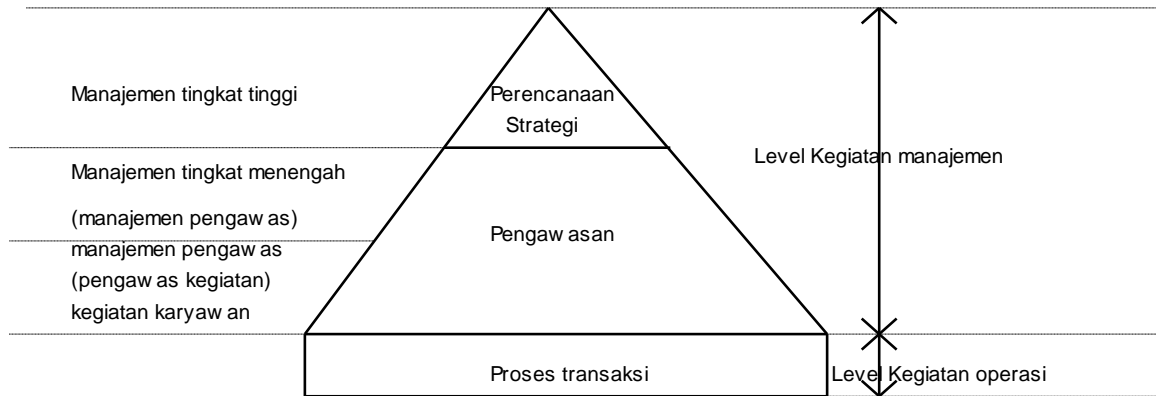 Manajemen tingkat tinggi
Perencanaan
Strategi
Level Kegiatan manajemen
Manajemen tingkat menengah
(manajemen pengaw as)
manajemen pengaw as
(pengaw as kegiatan)
kegiatan karyaw an
Pengaw asan
Proses transaksi
Level Kegiatan operasi